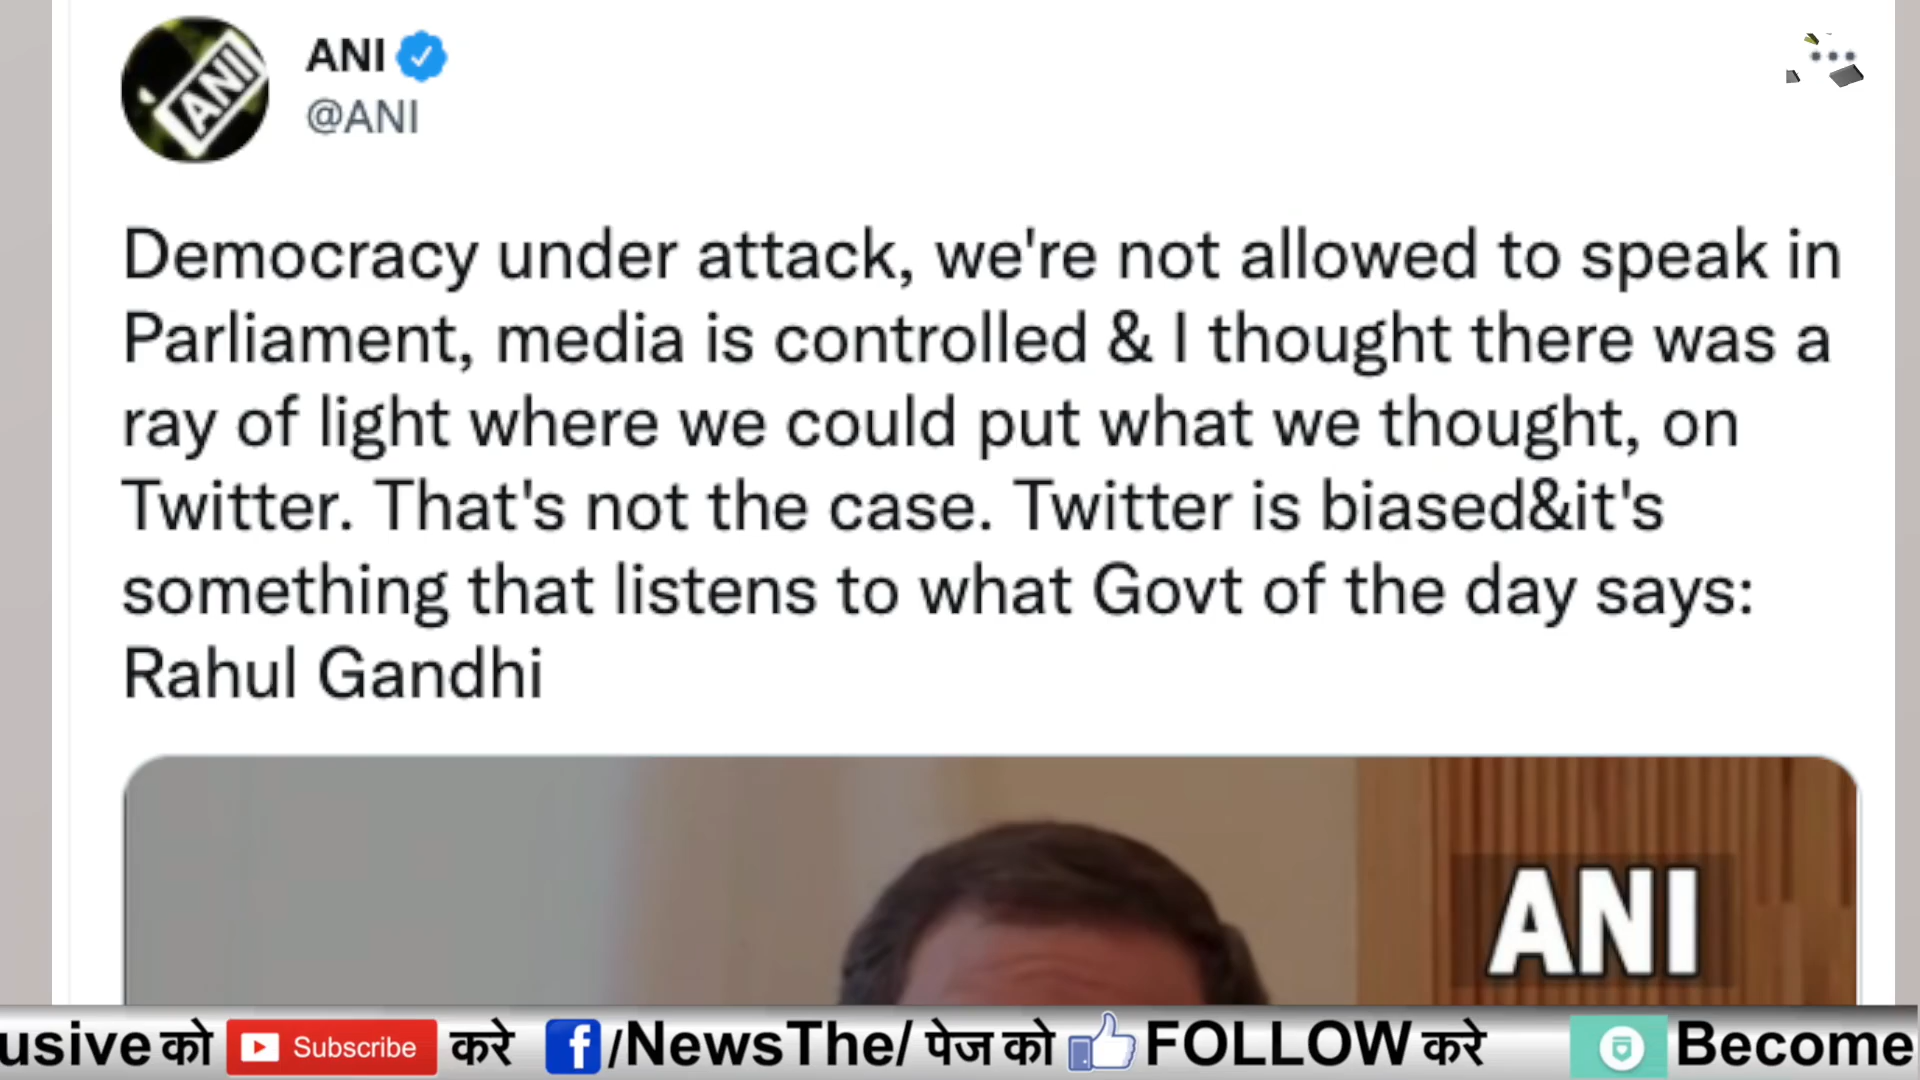 ANI
ANI
@ANI
Democracy under attack, we're not allowed to speak in
Parliament, media is controlled & I thought there was a
ray of light where we could put what we thought, on
Twitter. That's not the case. Twitter is biased&it's
something that listens to what Govt of the day says:
Rahul Gandhi
ANI
usive को Subscribe करे f/NewsThe/ पेज को FOLLOW करे Become